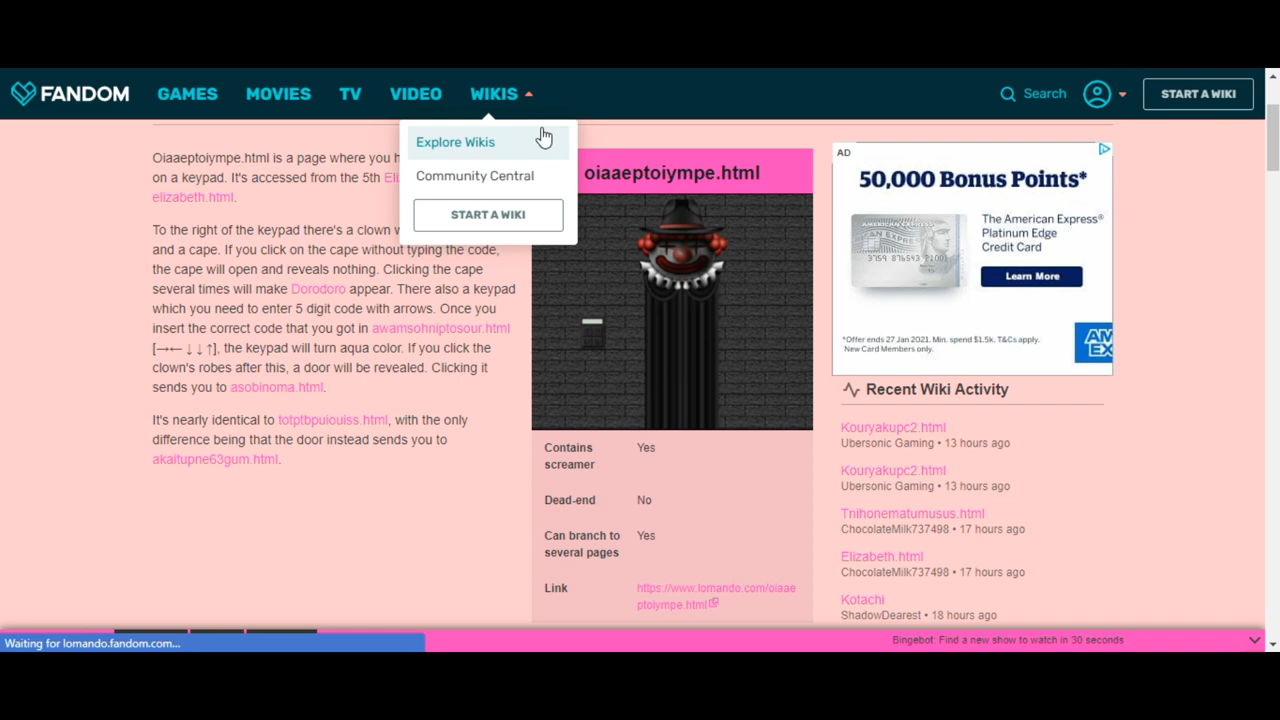 FANDOM
GAMES
MOVIES
TV
VIDEO
WIKIS
Search
START A WIKI
Explore Wikis
Community Central
START A WIKI
Oiaaeptoiympe.html is a page where you h
on a keypad. It's accessed from the 5th
elizabeth.html.
To the right of the keypad there's a clown
and a cape. If you click on the cape without typing the code,
the cape will open and reveals nothing. Clicking the cape
several times will make Dorodoro appear. There also a keypad
which you need to enter 5 digit code with arrows. Once you
insert the correct code that you got in awamsohniptosour.html
[→← ↓ ↓ ↑], the keypad will turn aqua color. If you click the
clown's robes after this, a door will be revealed. Clicking it
sends you to asobinoma.html.
It's nearly identical to totptbpuiouiss.html, with the only
difference being that the door instead sends you to
akaitupne63gum.html.
oiaaeptoiympe.html
Contains
screamer
Yes
Dead-end
No
Can branch to
several pages
Yes
Link
https://www.lomando.com/oiaae
ptoiympe.html
AD
50,000 Bonus Points*
The American Express®
Platinum Edge
Credit Card
AMERICAN EXPRESS
3759 876543 21001
Learn More
*Offer ends 27 Jan 2021. Min. spend $1.5k. T&Cs apply.
New Card Members only.
AM
EX
Recent Wiki Activity
Kouryakupc2.html
Ubersonic Gaming • 13 hours ago
Kouryakupc2.html
Ubersonic Gaming • 13 hours ago
Tnihonematumusus.html
ChocolateMilk737498 • 17 hours ago
Elizabeth.html
ChocolateMilk737498 • 17 hours ago
Kotachi
ShadowDearest • 18 hours ago
Waiting for lomando.fandom.com...
Bingebot: Find a new show to watch in 30 seconds